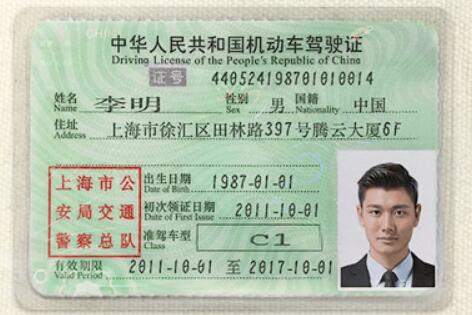 中华人民共和国机动车驾驶证
Driving License of the People's Republic of China
证号 440524198701010014
姓名 李明 性别 男 国籍 中国
Name Sex Nationality
住址 上海市徐汇区田林路397号腾云大厦6F
Address
上海市公安局交通警察总队
出生日期 1987-01-01
Date of Birth
初次领证日期 2011-10-01
Date of First Issue
准驾车型 C1
Class
有效期限 2011-10-01 至 2017-10-01
Valid Period